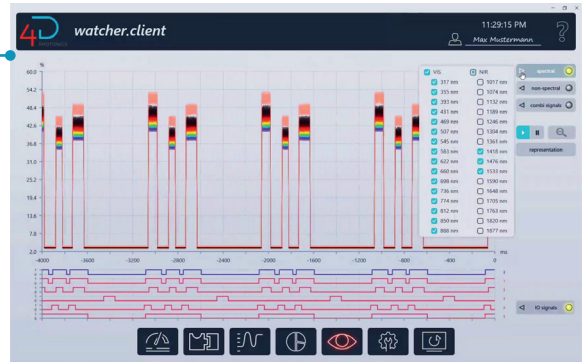 4D
PHOTONICS
watcher.client
11:29:15 PM
Max Mustermann
%
60.0
54.2
48.4
42.6
36.8
31.0
25.2
19.4
13.6
7.8
2.0
-4000 -3600 -3200 -2800 -2400 -2000 -1600 -1200 -800 -400 0 ms
VIS NIR
317 nm 1017 nm
355 nm 1074 nm
393 nm 1132 nm
431 nm 1189 nm
469 nm 1246 nm
507 nm 1304 nm
545 nm 1361 nm
583 nm 1418 nm
622 nm 1476 nm
660 nm 1533 nm
698 nm 1590 nm
736 nm 1648 nm
774 nm 1705 nm
812 nm 1763 nm
850 nm 1820 nm
888 nm 1877 nm
spectral
non-spectral
combi signals
representation
IO signals